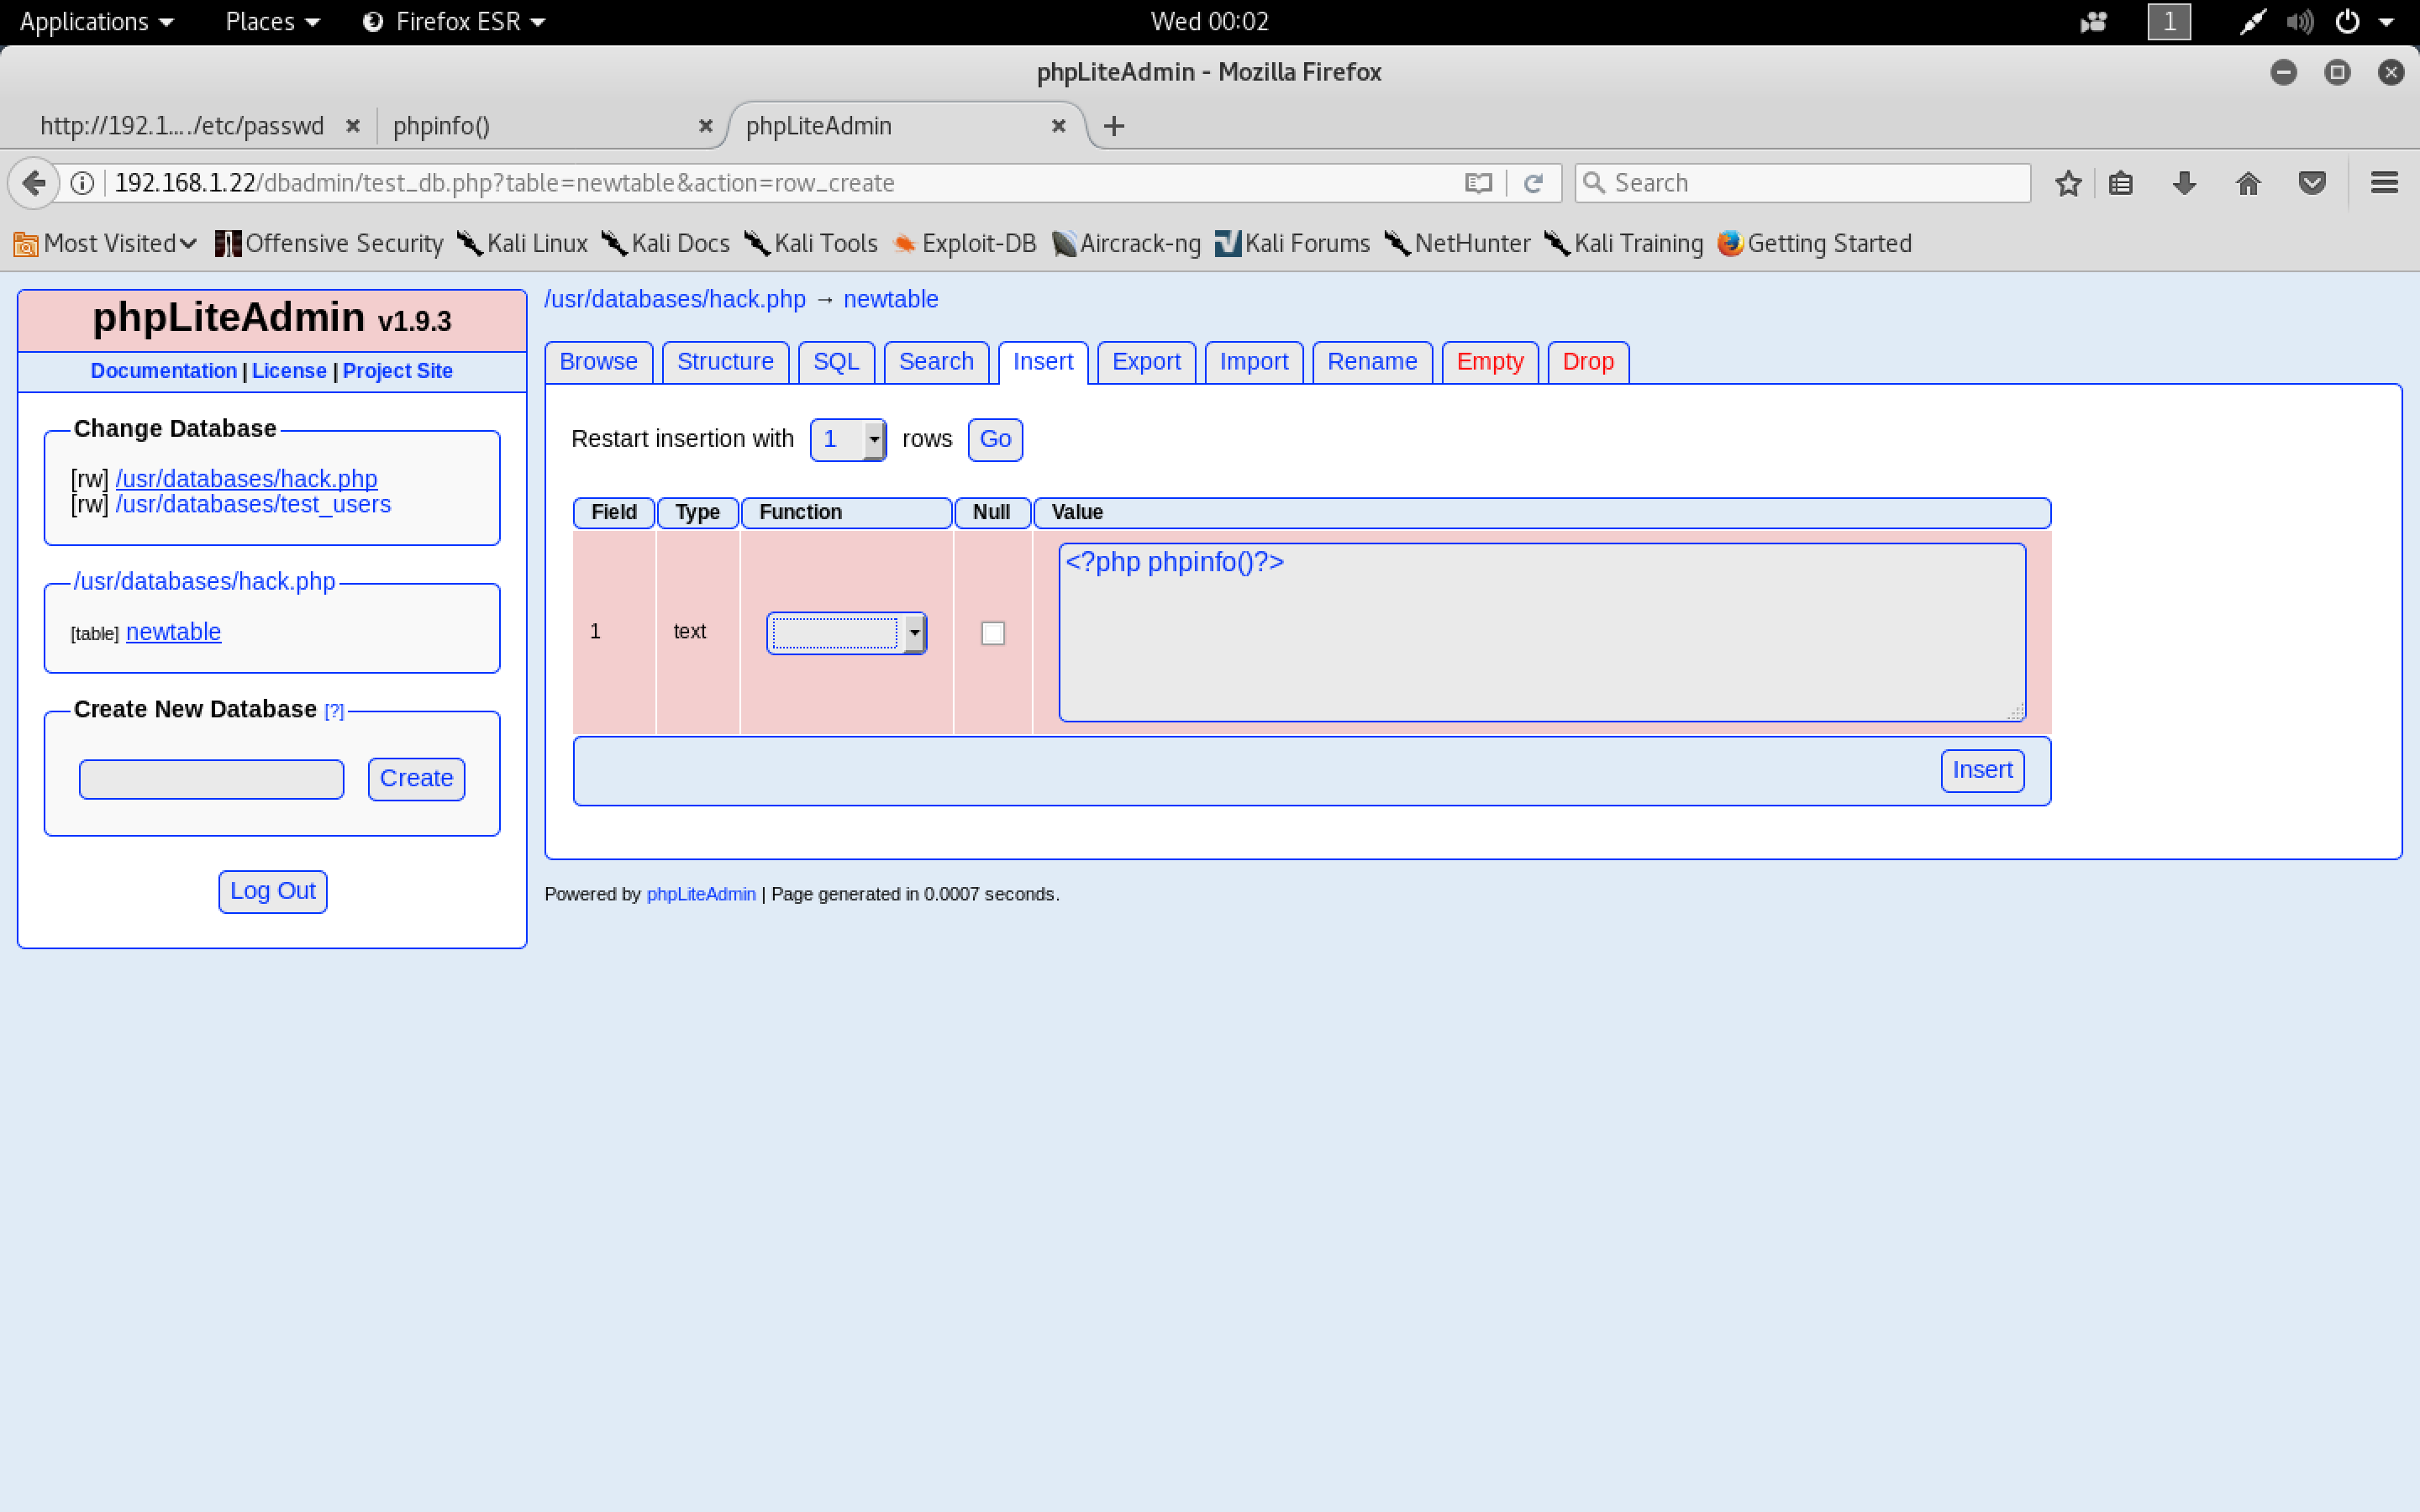 Applications Places Firefox ESR Wed 00:02 1
phpLiteAdmin - Mozilla Firefox
http://192.1.…/etc/passwd phpinfo() phpLiteAdmin
192.168.1.22/dbadmin/test_db.php?table=newtable&action=row_create Search
Most Visited Offensive Security Kali Linux Kali Docs Kali Tools Exploit-DB Aircrack-ng Kali Forums NetHunter Kali Training Getting Started
phpLiteAdmin v1.9.3
Documentation | License | Project Site
Change Database
[rw] /usr/databases/hack.php
[rw] /usr/databases/test_users
/usr/databases/hack.php
[table] newtable
Create New Database [?]
Create
Log Out
/usr/databases/hack.php → newtable
Browse Structure SQL Search Insert Export Import Rename Empty Drop
Restart insertion with 1 rows Go
Field Type Function Null Value
1 text <?php phpinfo()?>
Insert
Powered by phpLiteAdmin | Page generated in 0.0007 seconds.